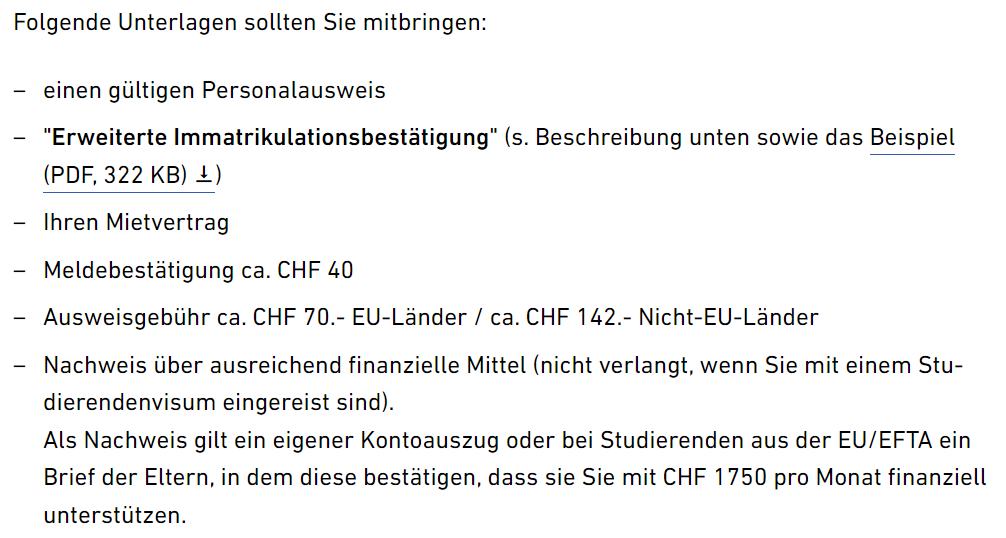 Folgende Unterlagen sollten Sie mitbringen:
– einen gültigen Personalausweis
– "Erweiterte Immatrikulationsbestätigung" (s. Beschreibung unten sowie das Beispiel
(PDF, 322 KB) ↓)
– Ihren Mietvertrag
– Meldebestätigung ca. CHF 40
– Ausweisgebühr ca. CHF 70.- EU-Länder / ca. CHF 142.- Nicht-EU-Länder
– Nachweis über ausreichend finanzielle Mittel (nicht verlangt, wenn Sie mit einem Stu-
dierendenvisum eingereist sind).
Als Nachweis gilt ein eigener Kontoauszug oder bei Studierenden aus der EU/EFTA ein
Brief der Eltern, in dem diese bestätigen, dass sie Sie mit CHF 1750 pro Monat finanziell
unterstützen.